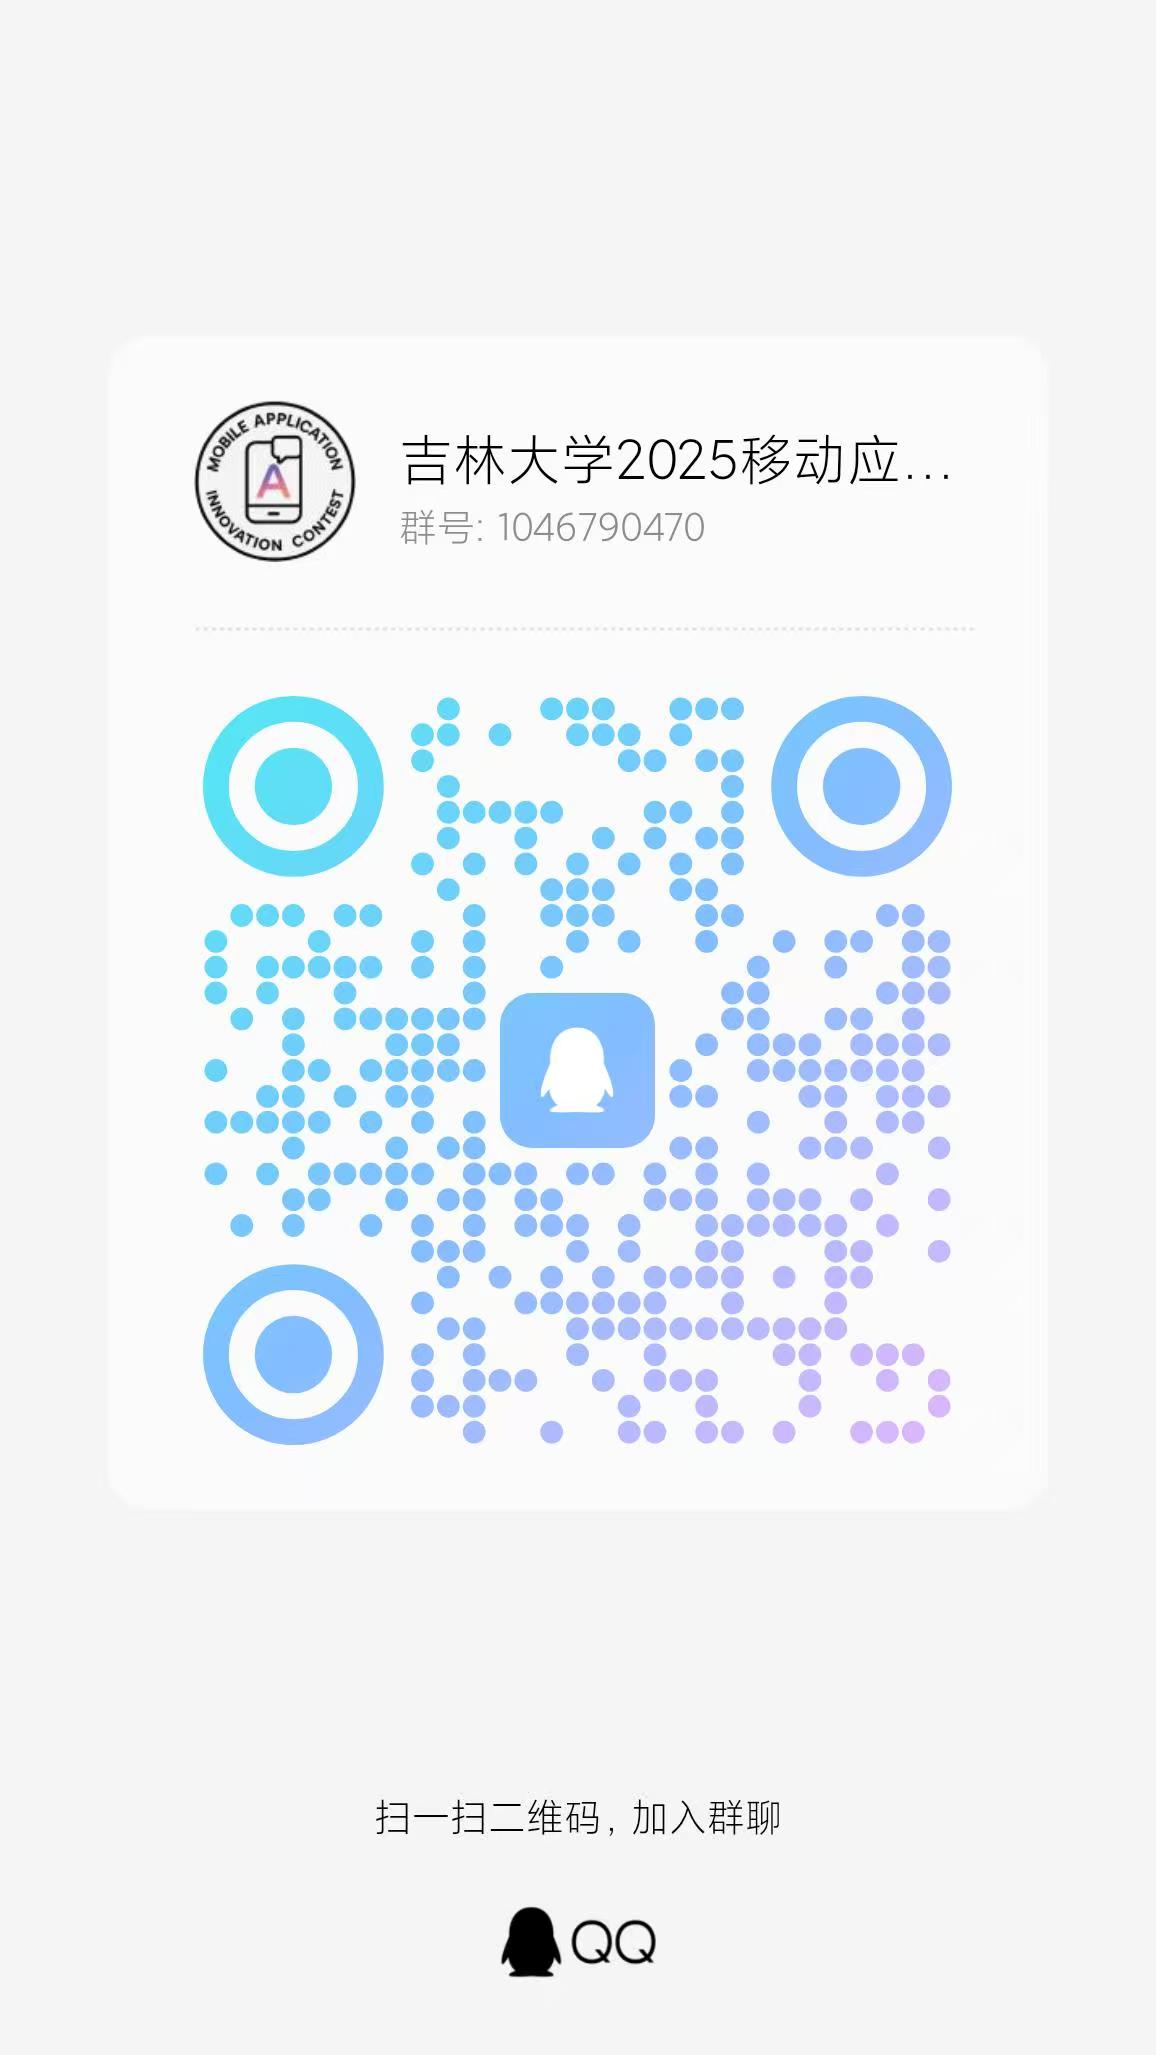 MOBILE APPLICATION
A
INNOVATION CONTEST
吉林大学2025移动应...
群号: 1046790470
扫一扫二维码, 加入群聊
QQ